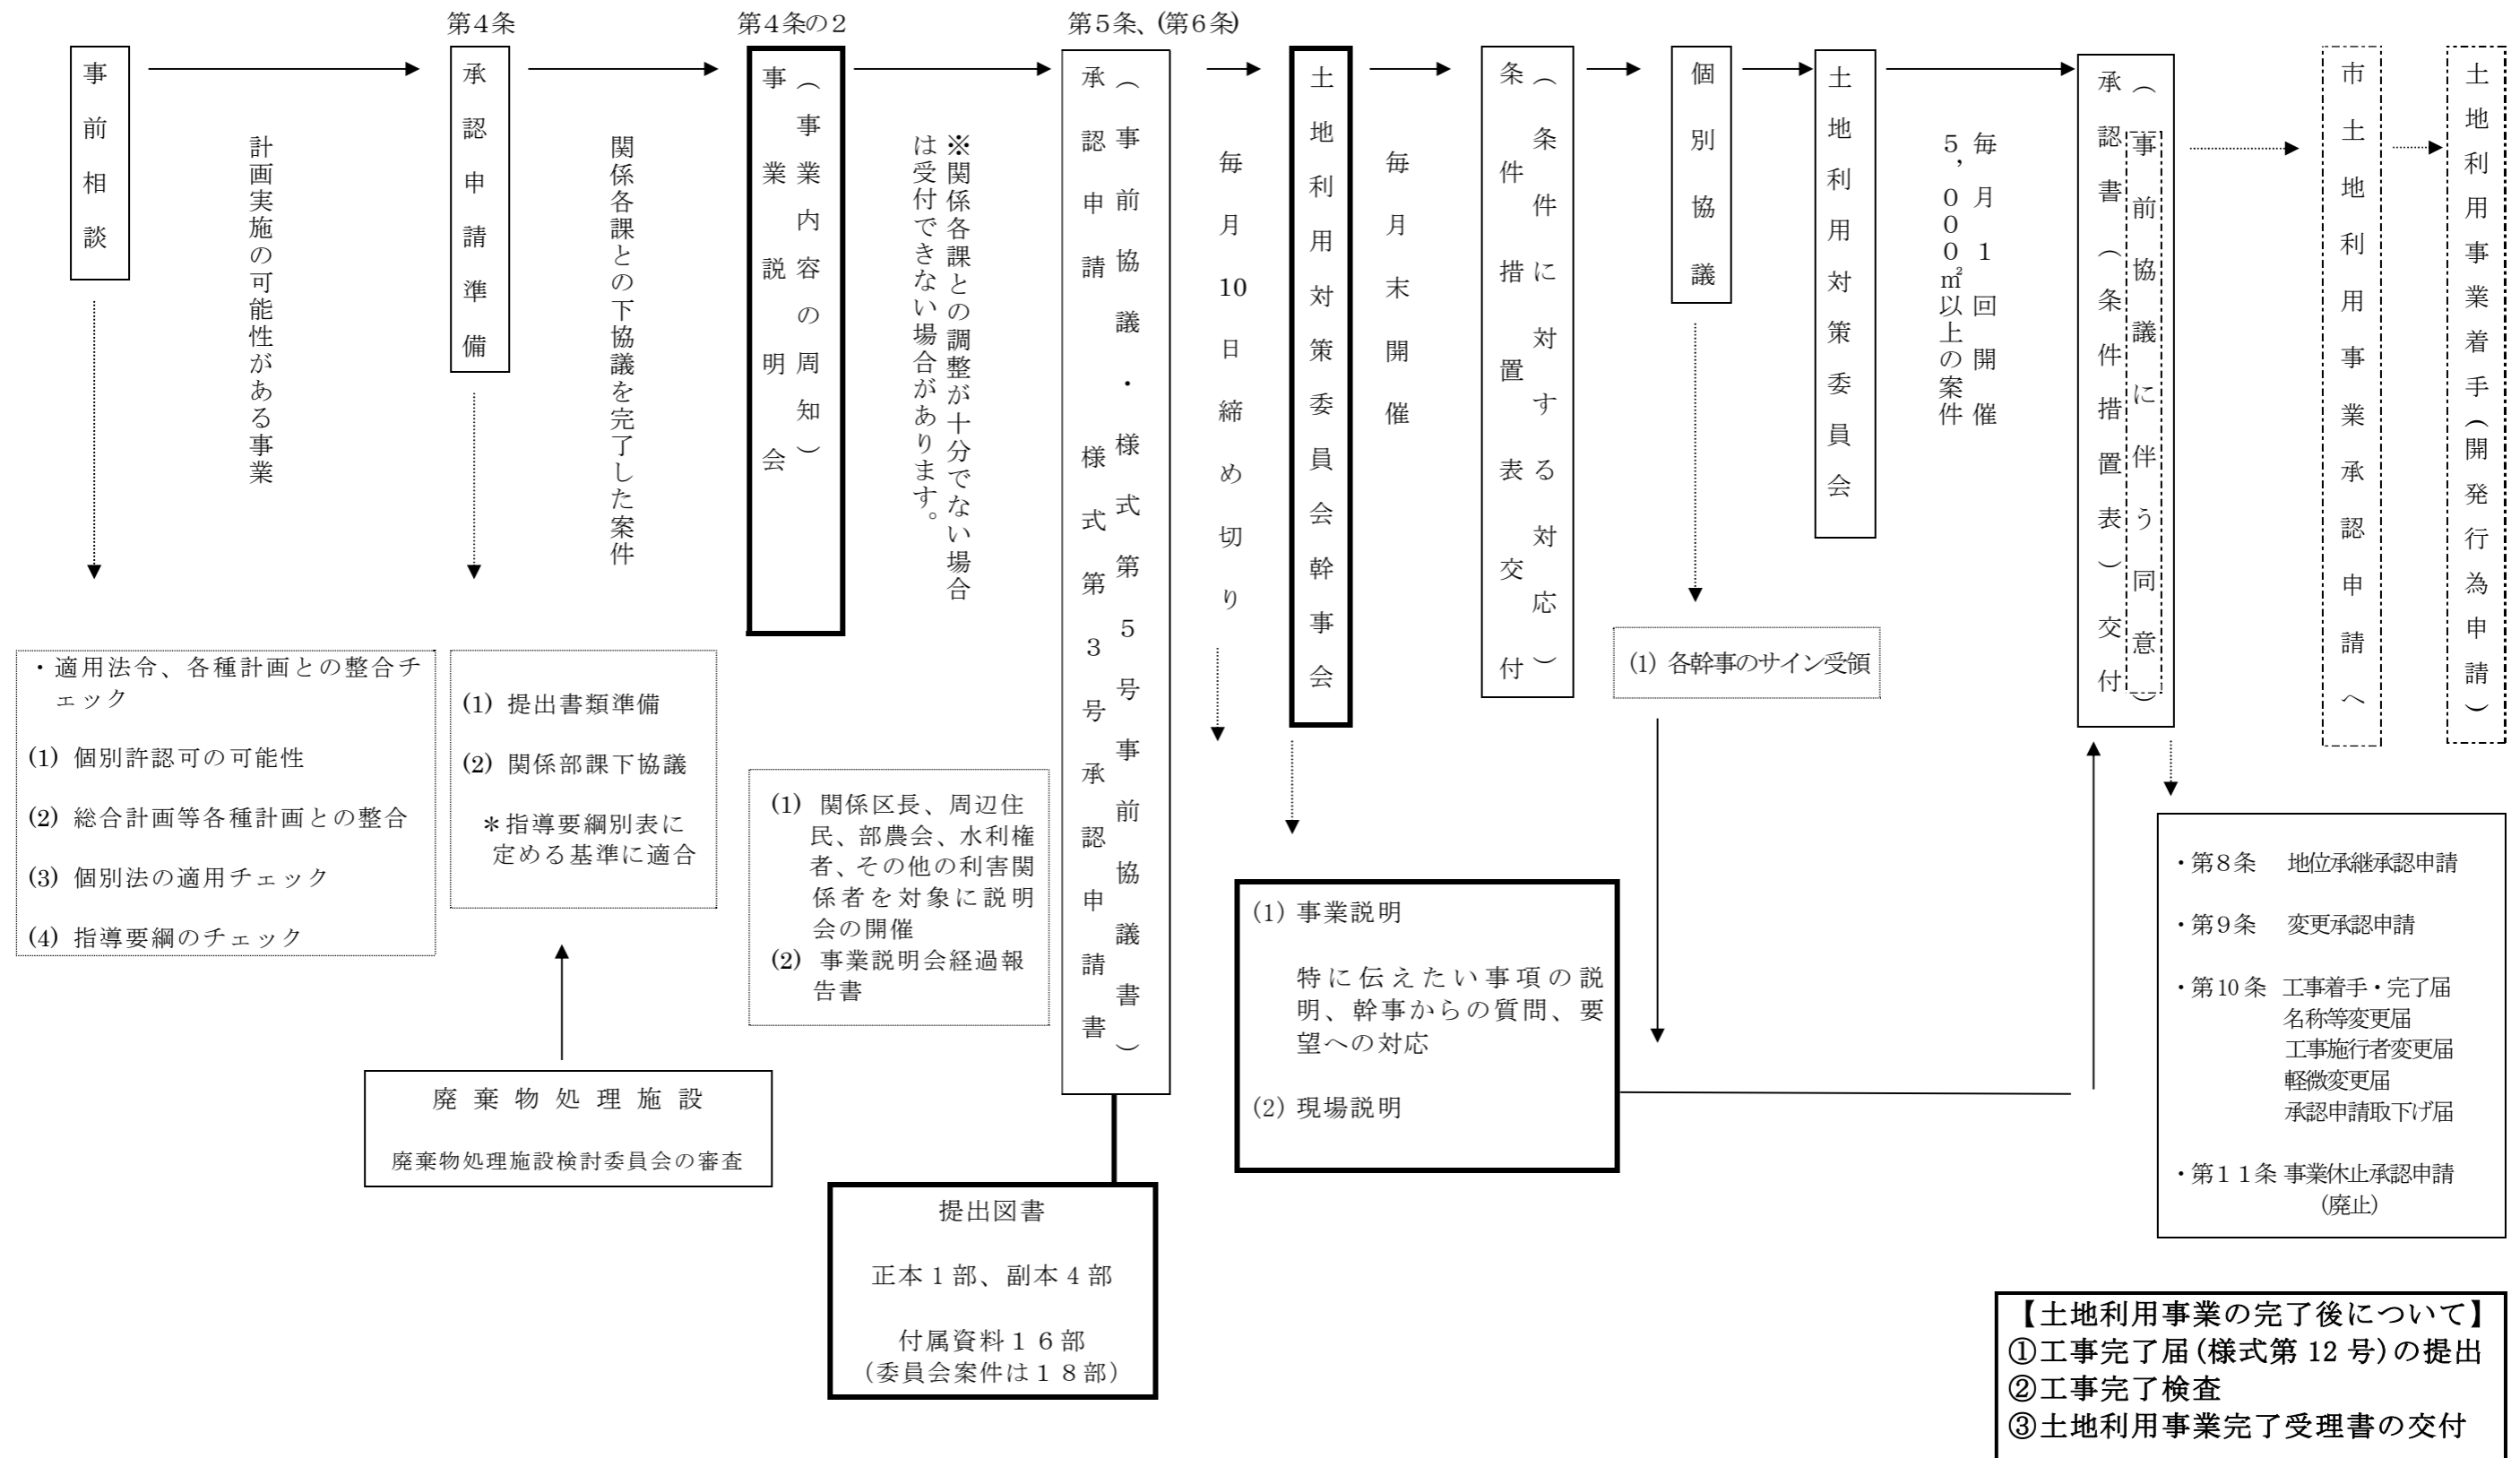 第4条
第4条の2
第5条、(第6条)
事前相談
計画実施の可能性がある事業
承認申請準備
関係各課との下協議を完了した案件
事業説明会
（事業内容の周知）
※関係各課との調整が十分でない場合
は受付できない場合があります。
承認申請　様式第3号承認申請書
（事前協議・様式第5号事前協議書）
毎月10日締め切り
土地利用対策委員会幹事会
毎月末開催
条件措置表交付
（条件に対する対応）
個別協議
土地利用対策委員会
毎月1回開催
5,000㎡以上の案件
承認書（条件措置表）交付
（事前協議に伴う同意）
市土地利用事業承認申請へ
土地利用事業着手（開発行為申請）
・適用法令、各種計画との整合チ
ェック
(1) 個別許認可の可能性
(2) 総合計画等各種計画との整合
(3) 個別法の適用チェック
(4) 指導要綱のチェック
(1) 提出書類準備
(2) 関係部課下協議
＊指導要綱別表に
定める基準に適合
(1) 関係区長、周辺住
民、部農会、水利権
者、その他の利害関
係者を対象に説明
会の開催
(2) 事業説明会経過報
告書
(1) 各幹事のサイン受領
(1) 事業説明
特に伝えたい事項の説
明、幹事からの質問、要
望への対応
(2) 現場説明
廃棄物処理施設
廃棄物処理施設検討委員会の審査
提出図書
正本1部、副本4部
付属資料16部
（委員会案件は18部）
・第8条　地位承継承認申請
・第9条　変更承認申請
・第10条　工事着手・完了届
名称等変更届
工事施行者変更届
軽微変更届
承認申請取下げ届
・第11条 事業休止承認申請
（廃止）
【土地利用事業の完了後について】
①工事完了届(様式第12号)の提出
②工事完了検査
③土地利用事業完了受理書の交付